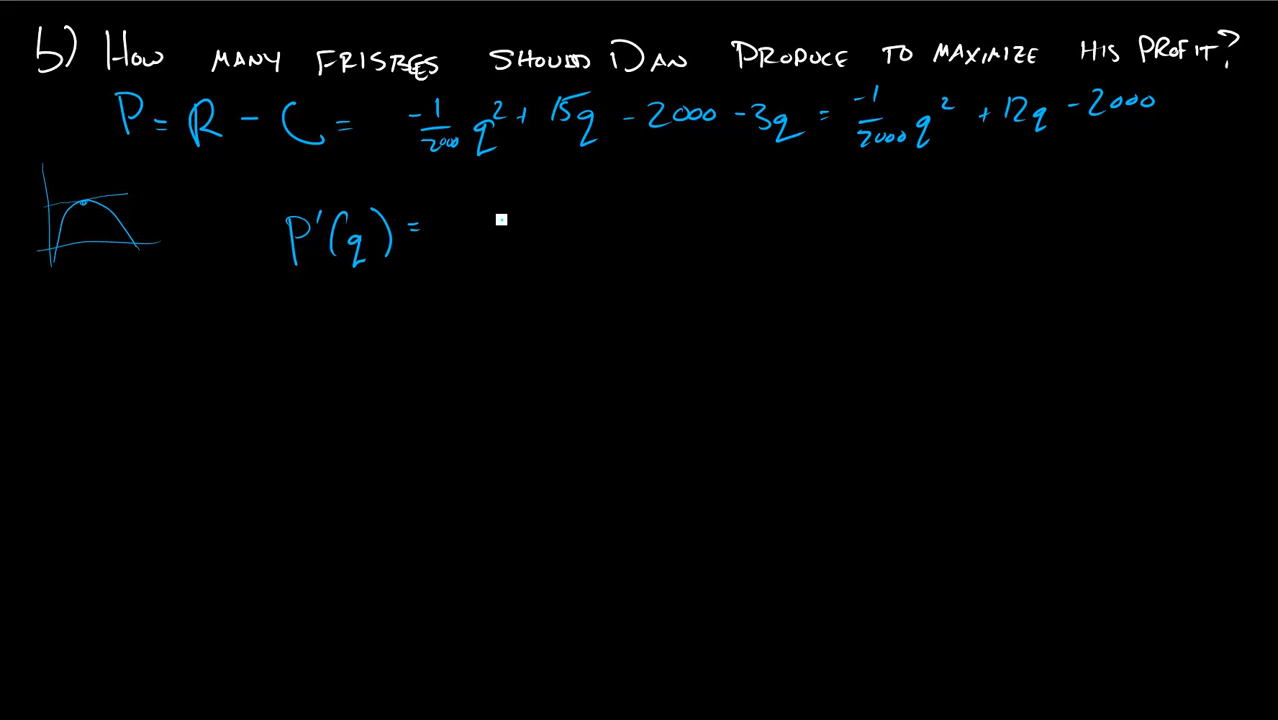 b) HOW MANY FRISBEES SHOULD DAN PRODUCE TO MAXIMIZE HIS PROFIT?
P = R - C = -1/2000 q² + 15q - 2000 - 3q = -1/2000 q² + 12q - 2000
P'(q) =